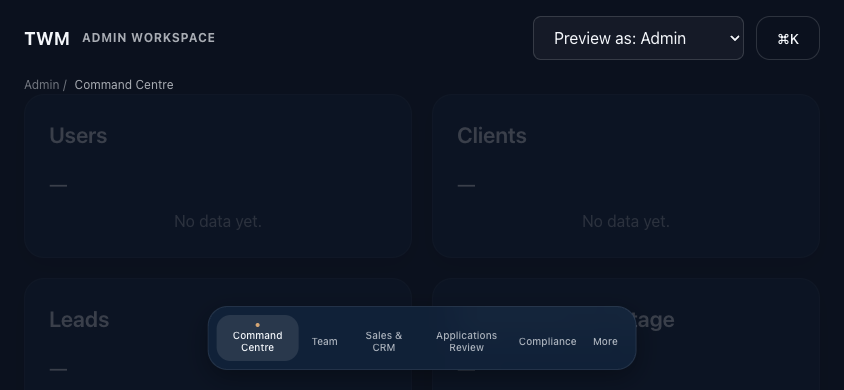 TWM ADMIN WORKSPACE
Preview as: Admin
⌘K
Admin / Command Centre
Users
Clients
—
—
No data yet.
No data yet.
Leads
tage
—
Command
Centre
Team
Sales &
CRM
Applications
Review
Compliance
More